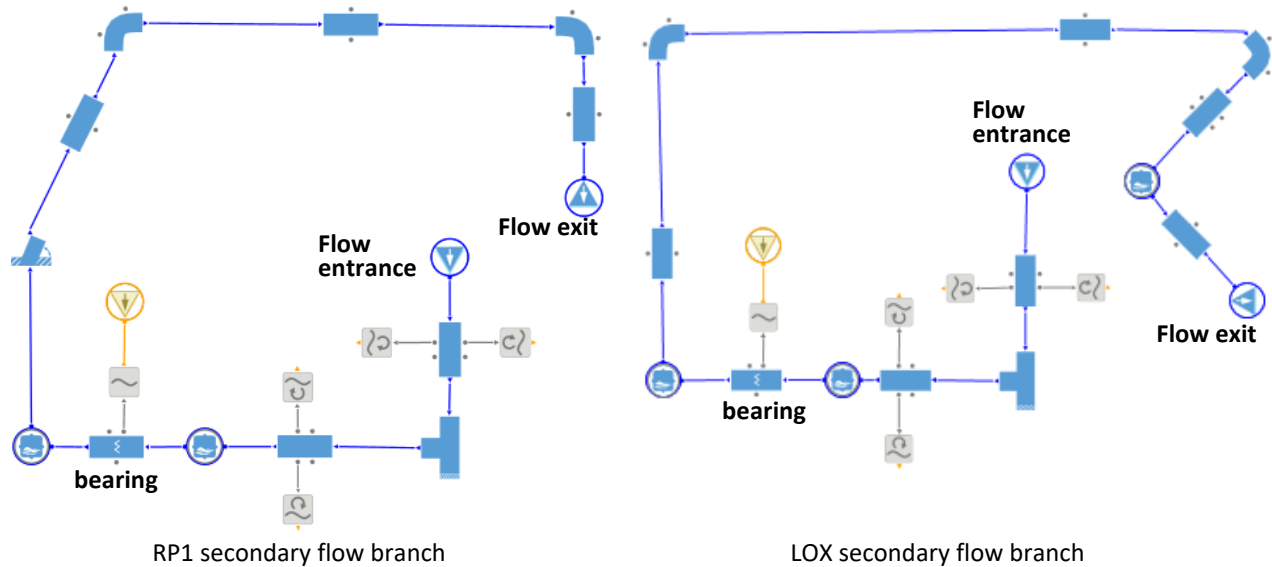 Flow
entrance
Flow exit
bearing
RP1 secondary flow branch
Flow
entrance
Flow exit
bearing
LOX secondary flow branch